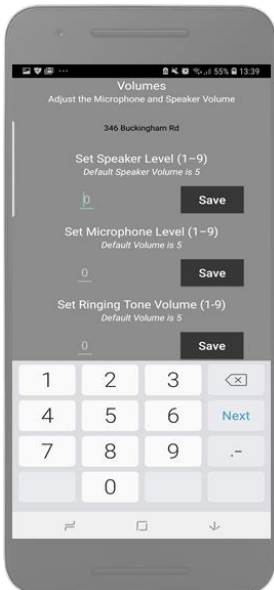 55% 13:39
Volumes
Adjust the Microphone and Speaker Volume
346 Buckingham Rd
Set Speaker Level (1–9)
Default Speaker Volume is 5
0 Save
Set Microphone Level (1–9)
Default Volume is 5
0 Save
Set Ringing Tone Volume (1-9)
Default Volume is 5
0 Save
1 2 3
4 5 6 Next
7 8 9 .-
0